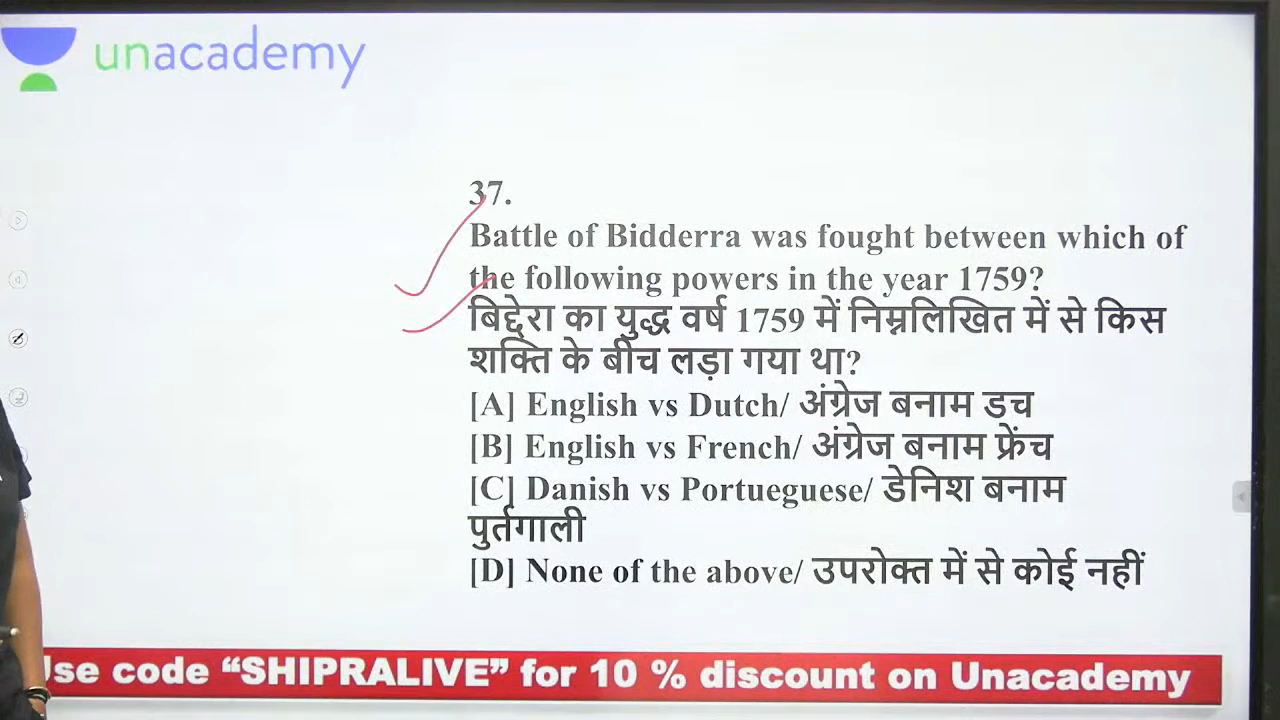 unacademy
37.
Battle of Bidderra was fought between which of
the following powers in the year 1759?
बिद्देरा का युद्ध वर्ष 1759 में निम्नलिखित में से किस
शक्ति के बीच लड़ा गया था?
[A] English vs Dutch/ अंग्रेज बनाम डच
[B] English vs French/ अंग्रेज बनाम फ्रेंच
[C] Danish vs Portueguese/ डेनिश बनाम
पुर्तगाली
[D] None of the above/ उपरोक्त में से कोई नहीं
Use code “SHIPRALIVE” for 10 % discount on Unacademy